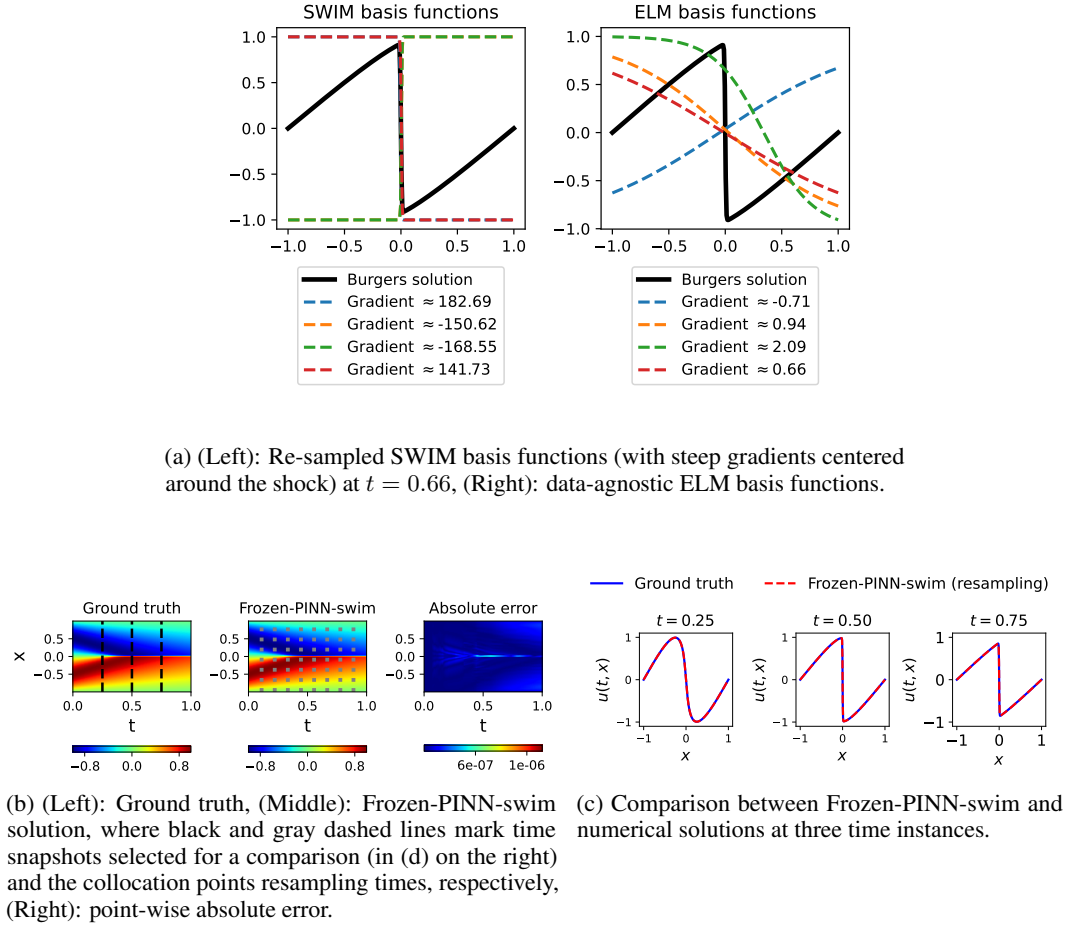 SWIM basis functions
1.0
0.5
0.0
−0.5
−1.0
−1.0 −0.5 0.0 0.5 1.0
Burgers solution
Gradient ≈ 182.69
Gradient ≈ -150.62
Gradient ≈ -168.55
Gradient ≈ 141.73
ELM basis functions
1.0
0.5
0.0
−0.5
−1.0
−1.0 −0.5 0.0 0.5 1.0
Burgers solution
Gradient ≈ -0.71
Gradient ≈ 0.94
Gradient ≈ 2.09
Gradient ≈ 0.66
(a) (Left): Re-sampled SWIM basis functions (with steep gradients centered
around the shock) at t = 0.66, (Right): data-agnostic ELM basis functions.
Ground truth
x
0.5
0.0
−0.5
0.0 0.5 1.0
t
−0.8 0.0 0.8
Frozen-PINN-swim
0.5
0.0
−0.5
0.0 0.5 1.0
t
−0.8 0.0 0.8
Absolute error
0.5
0.0
−0.5
0.0 0.5 1.0
t
6e-07 1e-06
(b) (Left): Ground truth, (Middle): Frozen-PINN-swim
solution, where black and gray dashed lines mark time
snapshots selected for a comparison (in (d) on the right)
and the collocation points resampling times, respectively,
(Right): point-wise absolute error.
Ground truth
Frozen-PINN-swim (resampling)
t = 0.25
u(t, x)
1
0
−1
−1 0 1
x
t = 0.50
u(t, x)
1
0
−1
−1 0 1
x
t = 0.75
u(t, x)
1
0
−1
−1 0 1
x
(c) Comparison between Frozen-PINN-swim and
numerical solutions at three time instances.